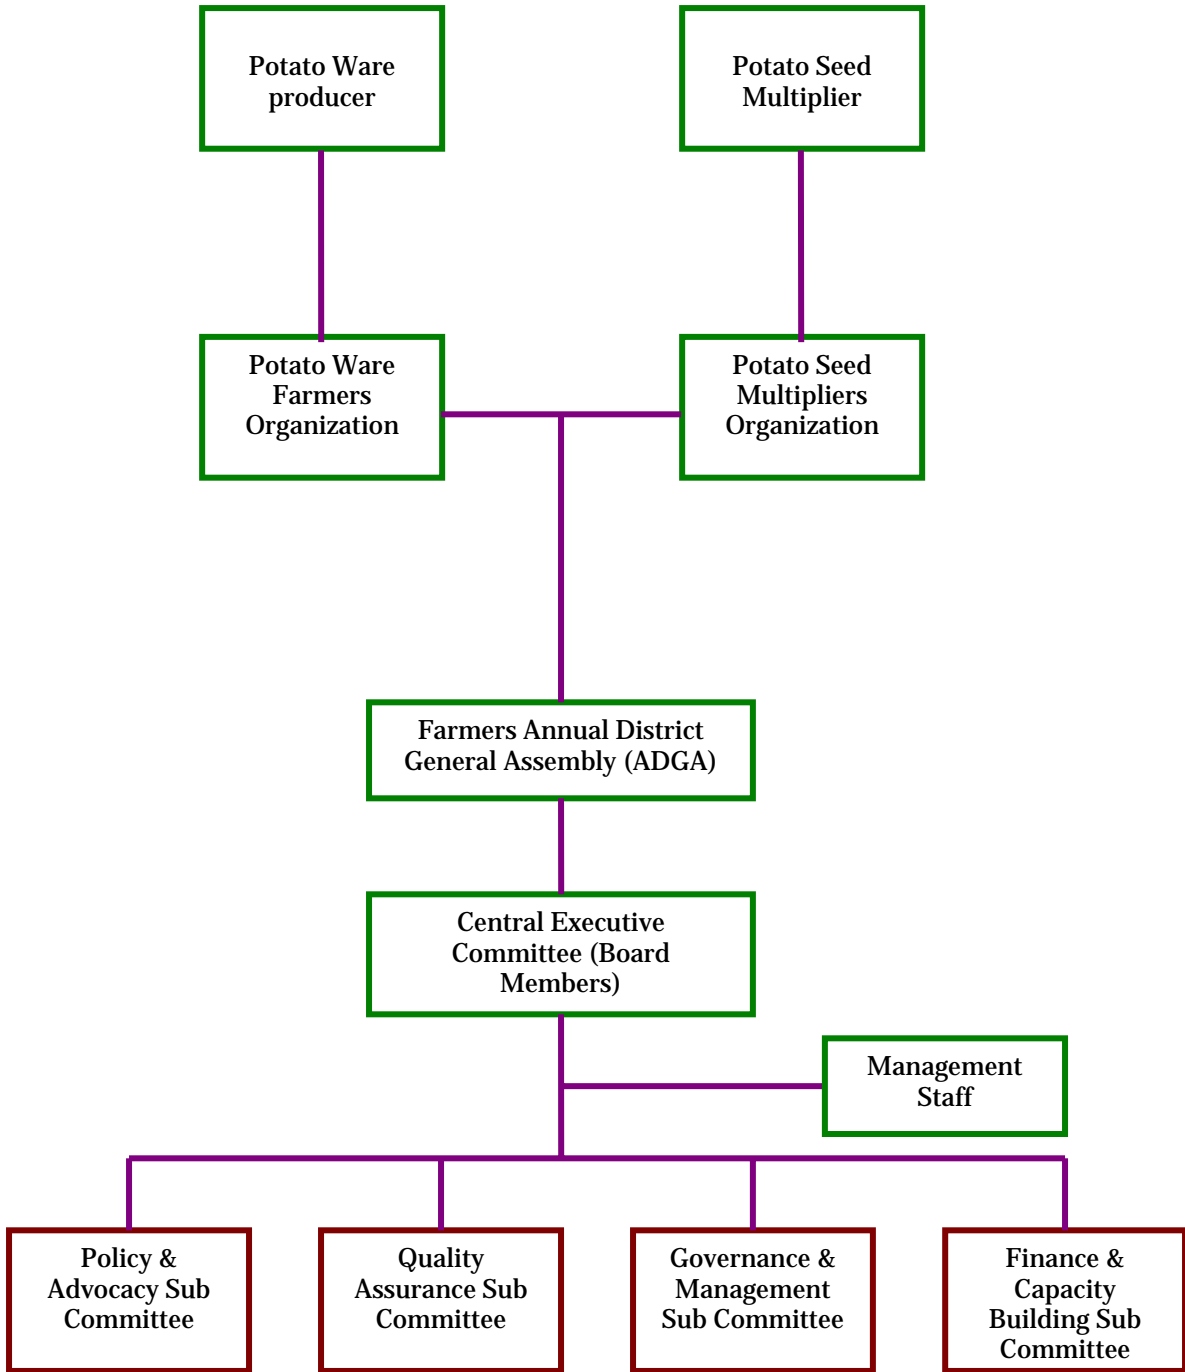 Potato Ware
producer
Potato Seed
Multiplier
Potato Ware
Farmers
Organization
Potato Seed
Multipliers
Organization
Farmers Annual District
General Assembly (ADGA)
Central Executive
Committee (Board
Members)
Management
Staff
Policy &
Advocacy Sub
Committee
Quality
Assurance Sub
Committee
Governance &
Management
Sub Committee
Finance &
Capacity
Building Sub
Committee